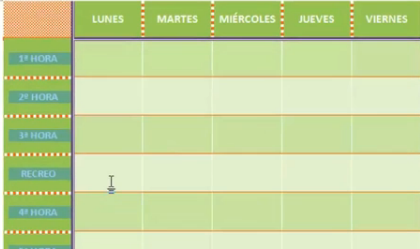 LUNES MARTES MIÉRCOLES JUEVES VIERNES
1ª HORA
2ª HORA
3ª HORA
RECREO
4ª HORA